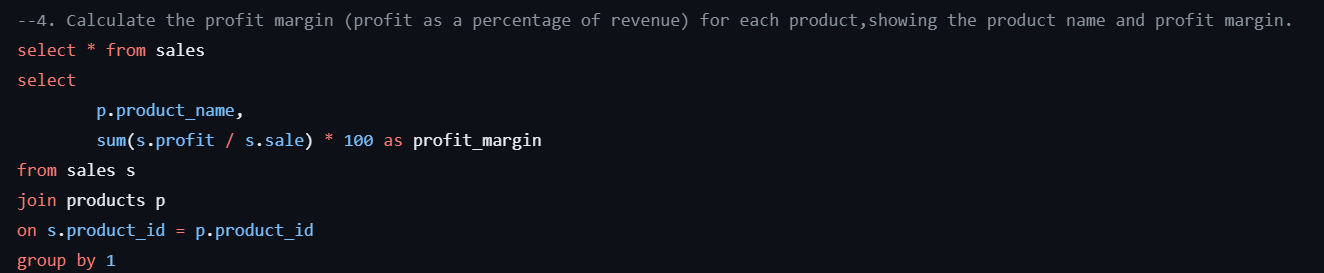 --4. Calculate the profit margin (profit as a percentage of revenue) for each product,showing the product name and profit margin.
select * from sales
select
        p.product_name,
        sum(s.profit / s.sale) * 100 as profit_margin
from sales s
join products p
on s.product_id = p.product_id
group by 1